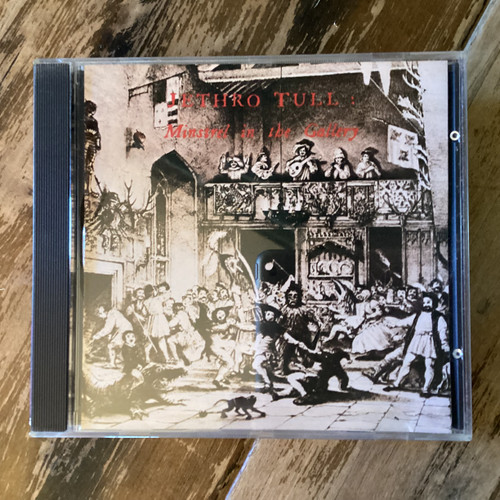 JETHRO TULL :
Minstrel in the Gallery